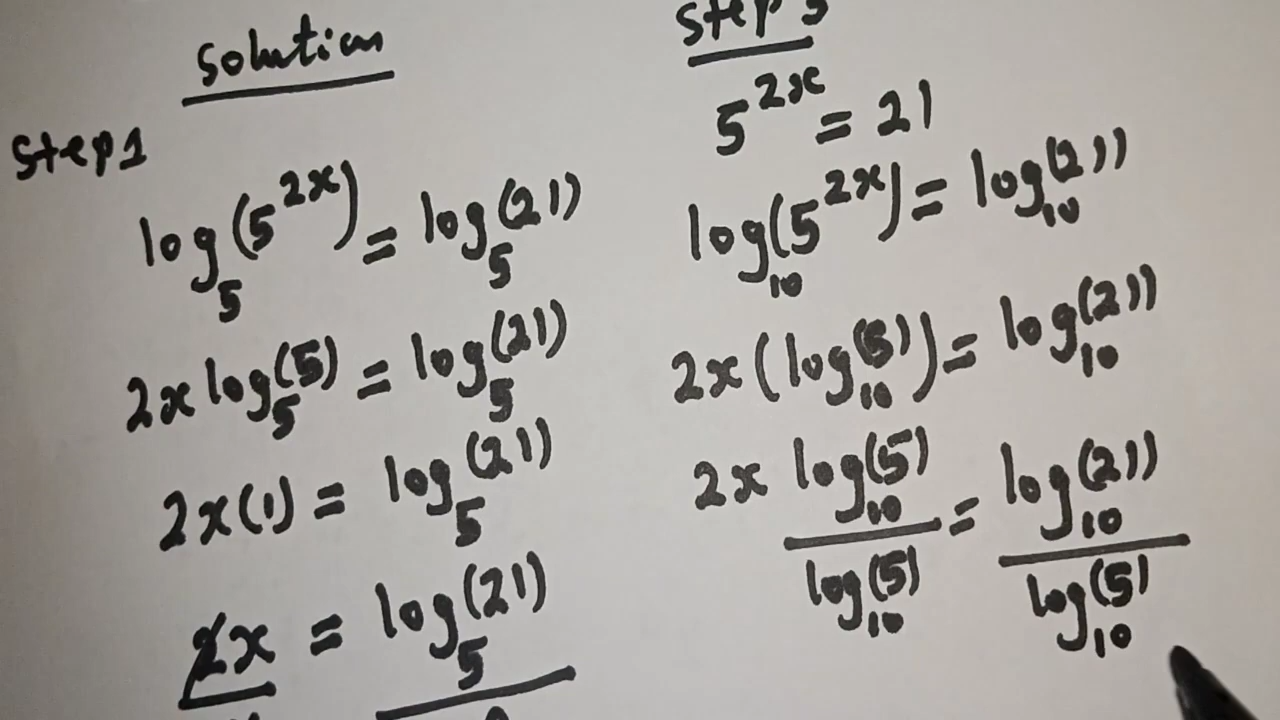 Solution
Step1
log₅(5^2x) = log₅(21)
2x log₅(5) = log₅(21)
2x(1) = log₅(21)
2x = log₅(21)
Step
5^2x = 21
log₁₀(5^2x) = log₁₀(21)
2x(log₁₀(5)) = log₁₀(21)
2x log₁₀(5) = log₁₀(21)
log₁₀(5) log₁₀(5)